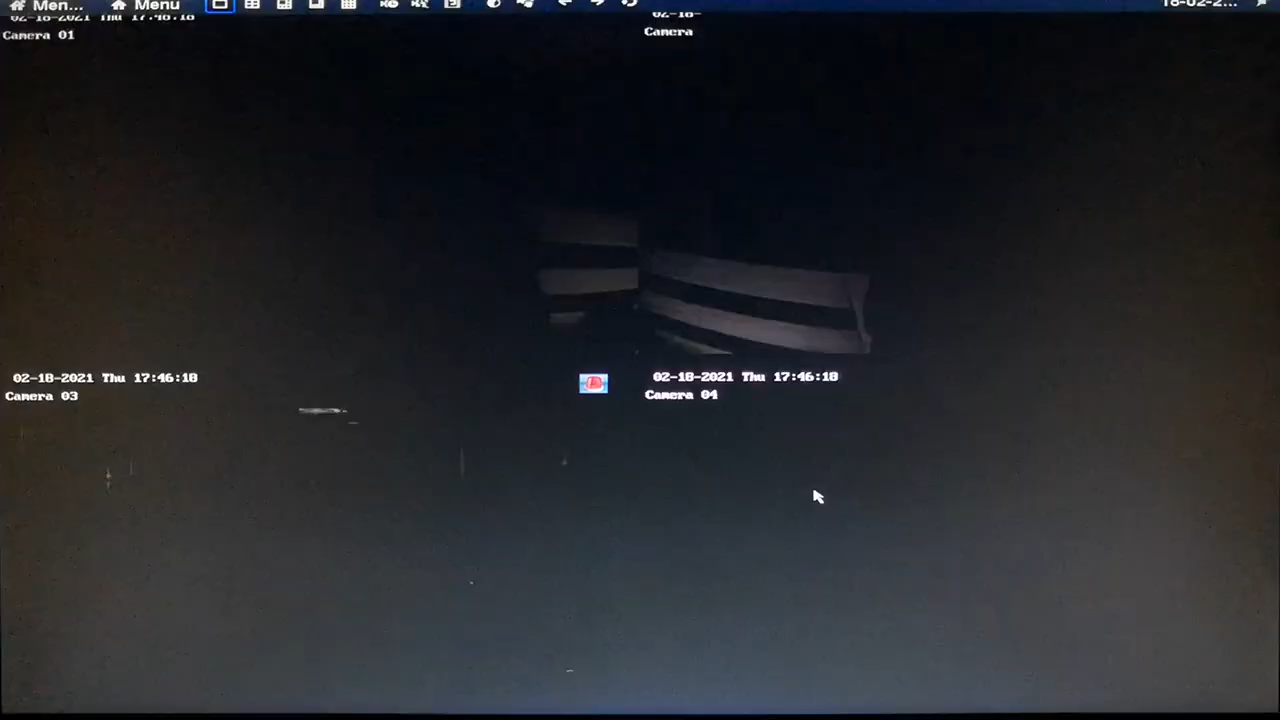 Men... Menu
02-18-2021 Thu 17:46:18
Camera 01
02-18-
Camera
02-18-2021 Thu 17:46:18
Camera 03
02-18-2021 Thu 17:46:18
Camera 04